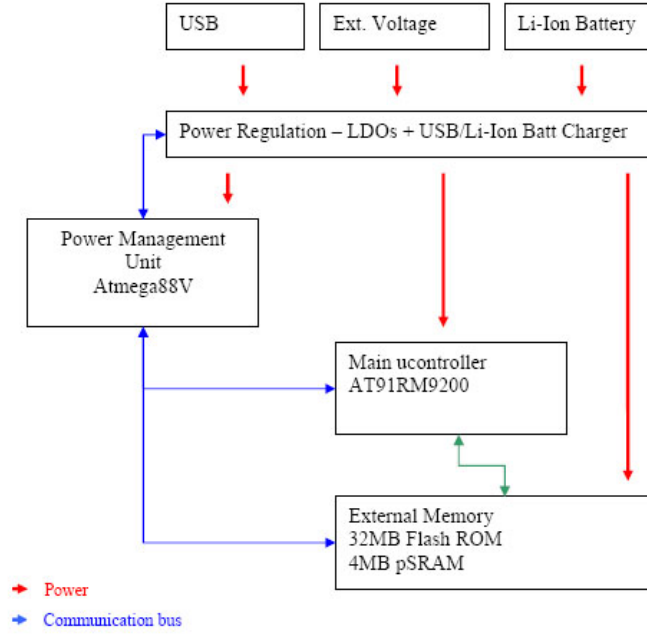 USB
Ext. Voltage
Li-Ion Battery
Power Regulation – LDOs + USB/Li-Ion Batt Charger
Power Management
Unit
Atmega88V
Main ucontroller
AT91RM9200
External Memory
32MB Flash ROM
4MB pSRAM
Power
Communication bus